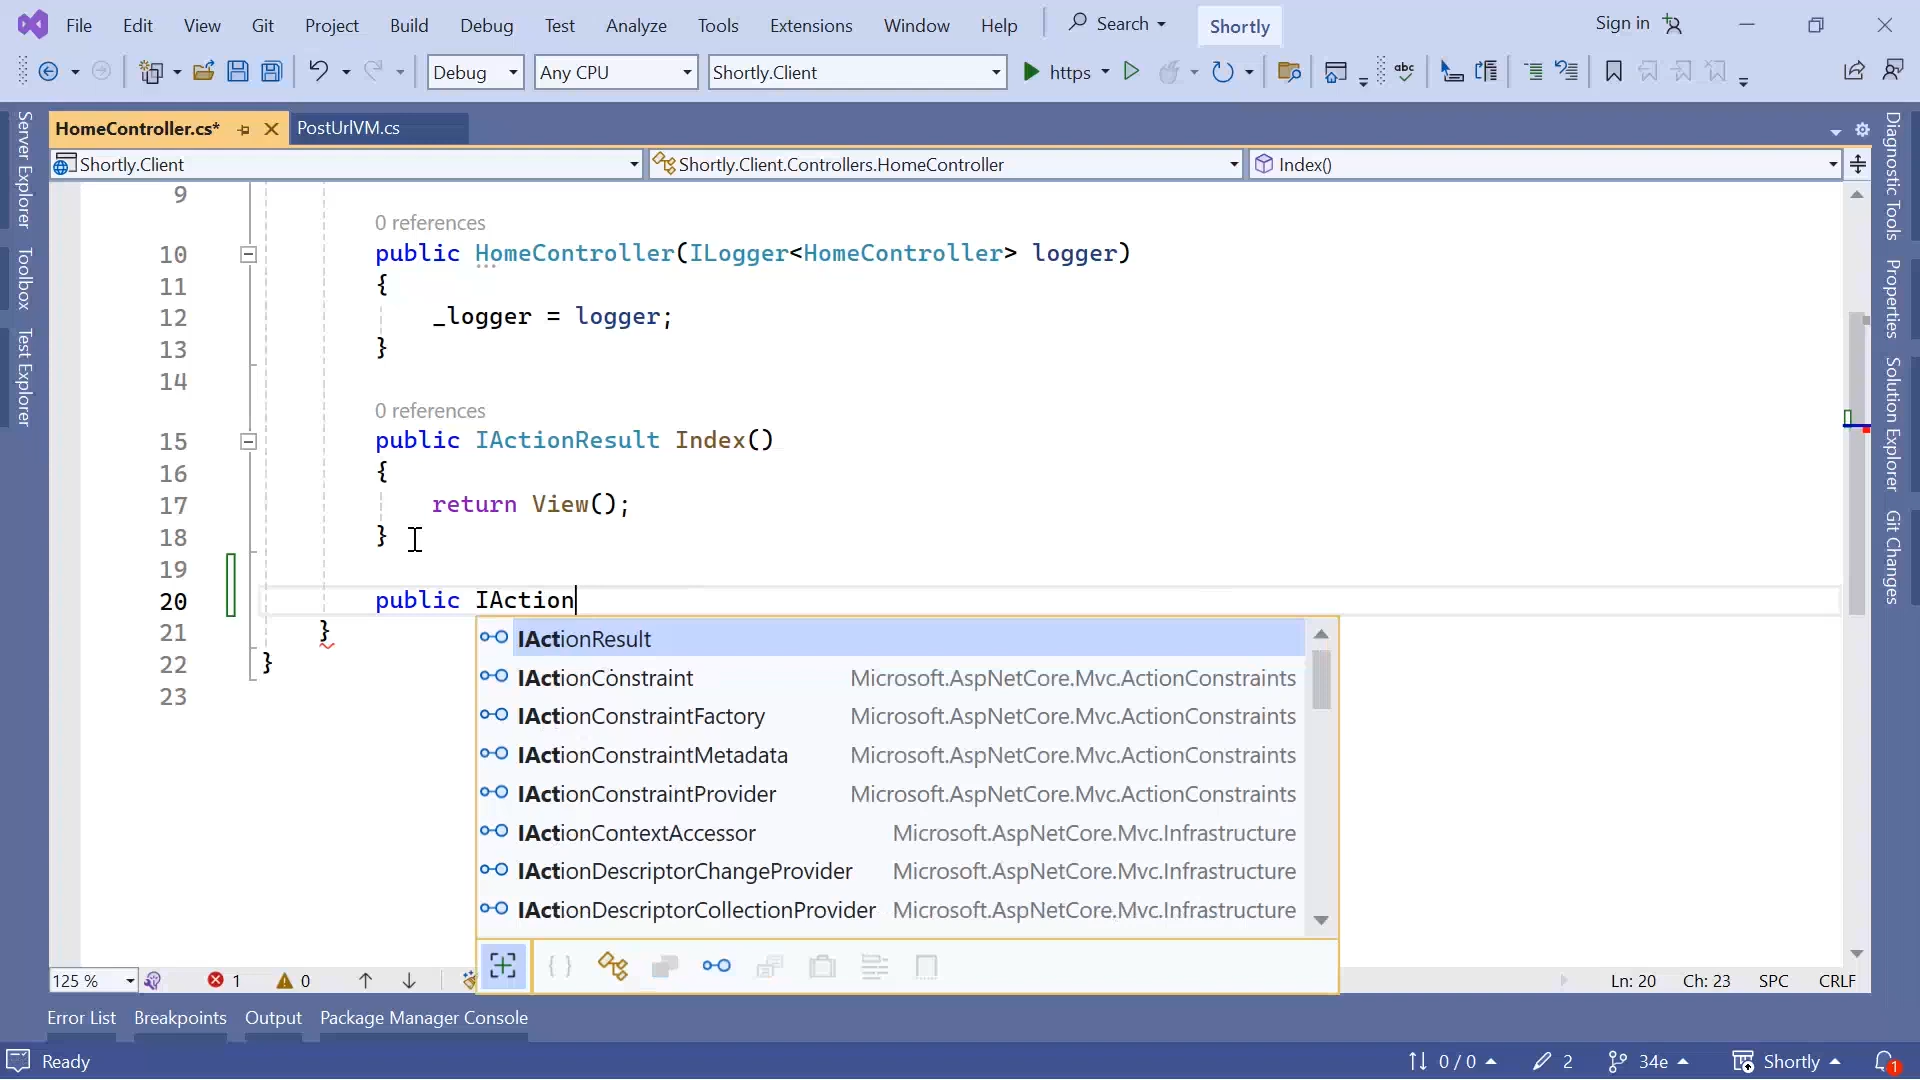 File Edit View Git Project Build Debug Test Analyze Tools Extensions Window Help Search Shortly Sign in
Debug Any CPU Shortly.Client https abc
HomeController.cs* PostUrlVM.cs
Shortly.Client Shortly.Client.Controllers.HomeController Index()
Server Explorer
Toolbox
Test Explorer
9
0 references
10 public HomeController(ILogger<HomeController> logger)
11 {
12 _logger = logger;
13 }
14
0 references
15 public IActionResult Index()
16 {
17 return View();
18 }
19
20 public IAction
21 }
22 }
23
IActionResult
IActionConstraint Microsoft.AspNetCore.Mvc.ActionConstraints
IActionConstraintFactory Microsoft.AspNetCore.Mvc.ActionConstraints
IActionConstraintMetadata Microsoft.AspNetCore.Mvc.ActionConstraints
IActionConstraintProvider Microsoft.AspNetCore.Mvc.ActionConstraints
IActionContextAccessor Microsoft.AspNetCore.Mvc.Infrastructure
IActionDescriptorChangeProvider Microsoft.AspNetCore.Mvc.Infrastructure
IActionDescriptorCollectionProvider Microsoft.AspNetCore.Mvc.Infrastructure
Diagnostic Tools
Properties
Solution Explorer
Git Changes
125 % 1 0 Ln: 20 Ch: 23 SPC CRLF
Error List Breakpoints Output Package Manager Console
Ready 0 / 0 2 34e Shortly 1